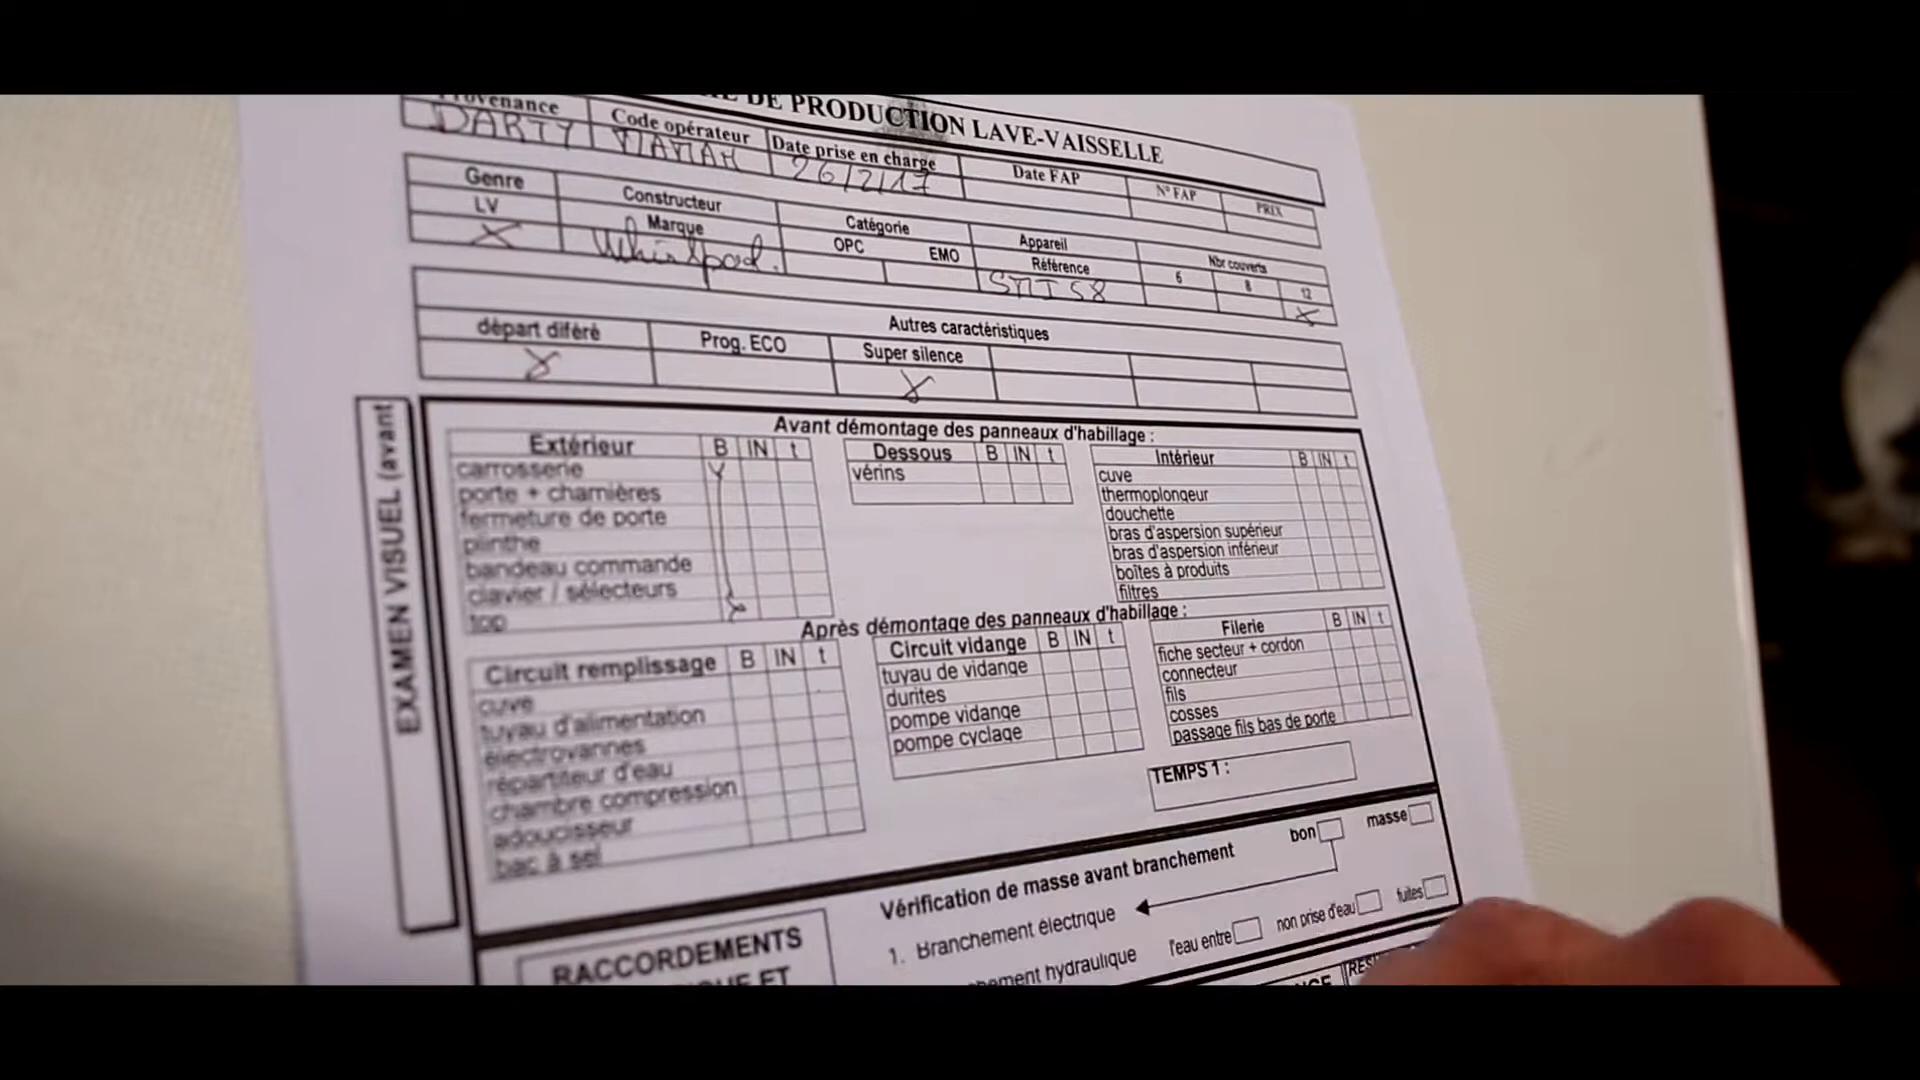 DE PRODUCTION LAVE-VAISSELLE
Provenance Code opérateur Date prise en charge Date FAP N° FAP PRIX
DARTY 26/2/17
Genre Constructeur Catégorie Appareil Nbr couverts
LV Marque OPC EMO Référence 6 8 12
X Whirlpool. X
Autres caractéristiques
départ diféré Prog. ECO Super silence
X X
EXAMEN VISUEL (avant
Avant démontage des panneaux d'habillage :
Extérieur B IN t
carrosserie
porte + charnières
fermeture de porte
plinthe
bandeau commande
clavier / sélecteurs
top
Dessous B IN t
vérins
Intérieur B IN t
cuve
thermoplongeur
douchette
bras d'aspersion supérieur
bras d'aspersion inférieur
boîtes à produits
filtres
Après démontage des panneaux d'habillage :
Circuit remplissage B IN t
cuve
tuyau d'alimentation
électrovannes
répartiteur d'eau
chambre compression
adoucisseur
bac à sel
Circuit vidange B IN t
tuyau de vidange
durites
pompe vidange
pompe cyclage
Filerie B IN t
fiche secteur + cordon
connecteur
fils
cosses
passage fils bas de porte
TEMPS 1 :
Vérification de masse avant branchement bon masse
1. Branchement électrique
l'eau entre non prise d'eau fuites
hydraulique
RACCORDEMENTS
ET